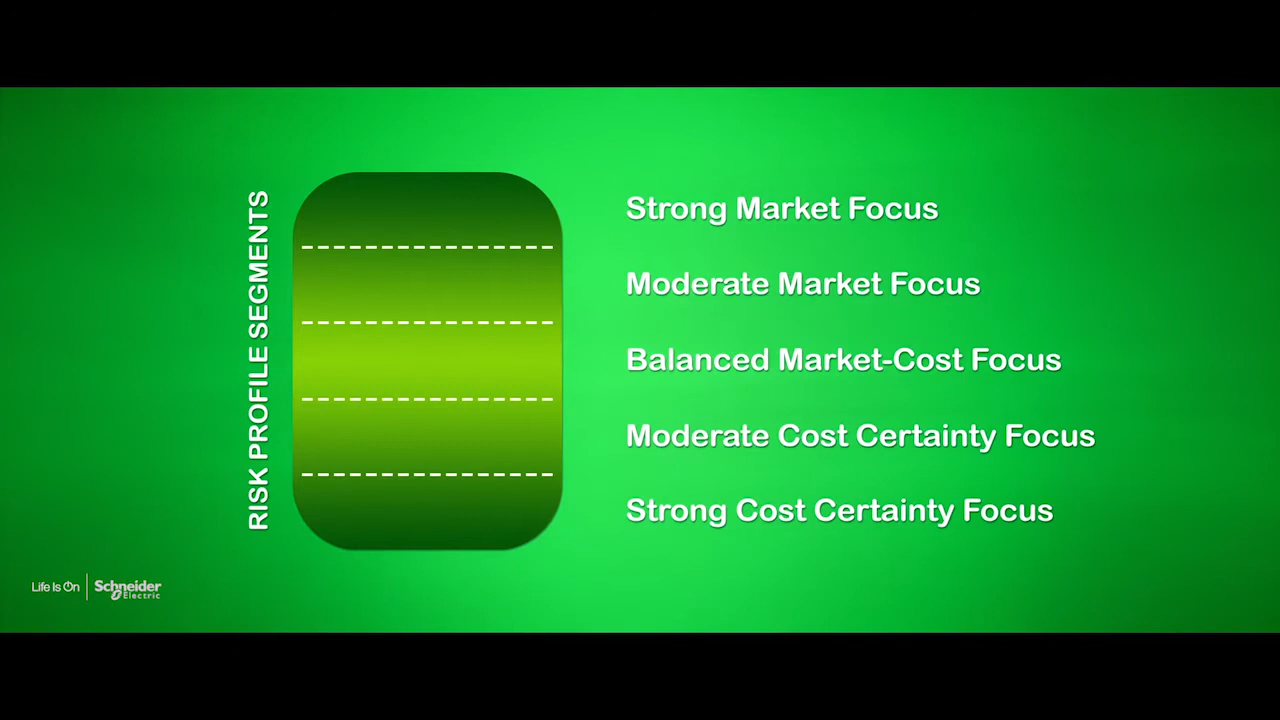 RISK PROFILE SEGMENTS
Strong Market Focus
Moderate Market Focus
Balanced Market-Cost Focus
Moderate Cost Certainty Focus
Strong Cost Certainty Focus
Life Is On
Schneider
Electric